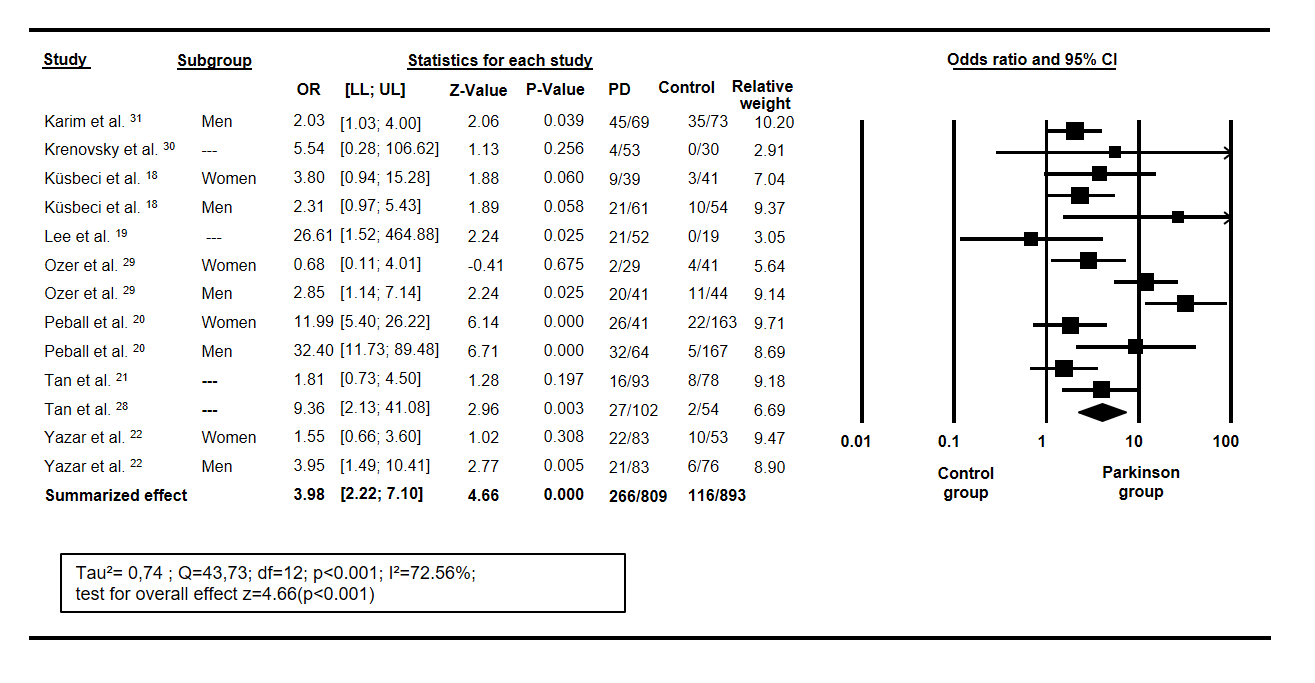 Study Subgroup Statistics for each study Odds ratio and 95% CI
OR [LL; UL] Z-Value P-Value PD Control Relative weight
Karim et al. 31 Men 2.03 [1.03; 4.00] 2.06 0.039 45/69 35/73 10.20
Krenovsky et al. 30 --- 5.54 [0.28; 106.62] 1.13 0.256 4/53 0/30 2.91
Küsbeci et al. 18 Women 3.80 [0.94; 15.28] 1.88 0.060 9/39 3/41 7.04
Küsbeci et al. 18 Men 2.31 [0.97; 5.43] 1.89 0.058 21/61 10/54 9.37
Lee et al. 19 --- 26.61 [1.52; 464.88] 2.24 0.025 21/52 0/19 3.05
Ozer et al. 29 Women 0.68 [0.11; 4.01] -0.41 0.675 2/29 4/41 5.64
Ozer et al. 29 Men 2.85 [1.14; 7.14] 2.24 0.025 20/41 11/44 9.14
Peball et al. 20 Women 11.99 [5.40; 26.22] 6.14 0.000 26/41 22/163 9.71
Peball et al. 20 Men 32.40 [11.73; 89.48] 6.71 0.000 32/64 5/167 8.69
Tan et al. 21 --- 1.81 [0.73; 4.50] 1.28 0.197 16/93 8/78 9.18
Tan et al. 28 --- 9.36 [2.13; 41.08] 2.96 0.003 27/102 2/54 6.69
Yazar et al. 22 Women 1.55 [0.66; 3.60] 1.02 0.308 22/83 10/53 9.47
Yazar et al. 22 Men 3.95 [1.49; 10.41] 2.77 0.005 21/83 6/76 8.90
Summarized effect 3.98 [2.22; 7.10] 4.66 0.000 266/809 116/893
0.01 0.1 1 10 100
Control group
Parkinson group
Tau²= 0,74 ; Q=43,73; df=12; p<0.001; I²=72.56%;
test for overall effect z=4.66(p<0.001)